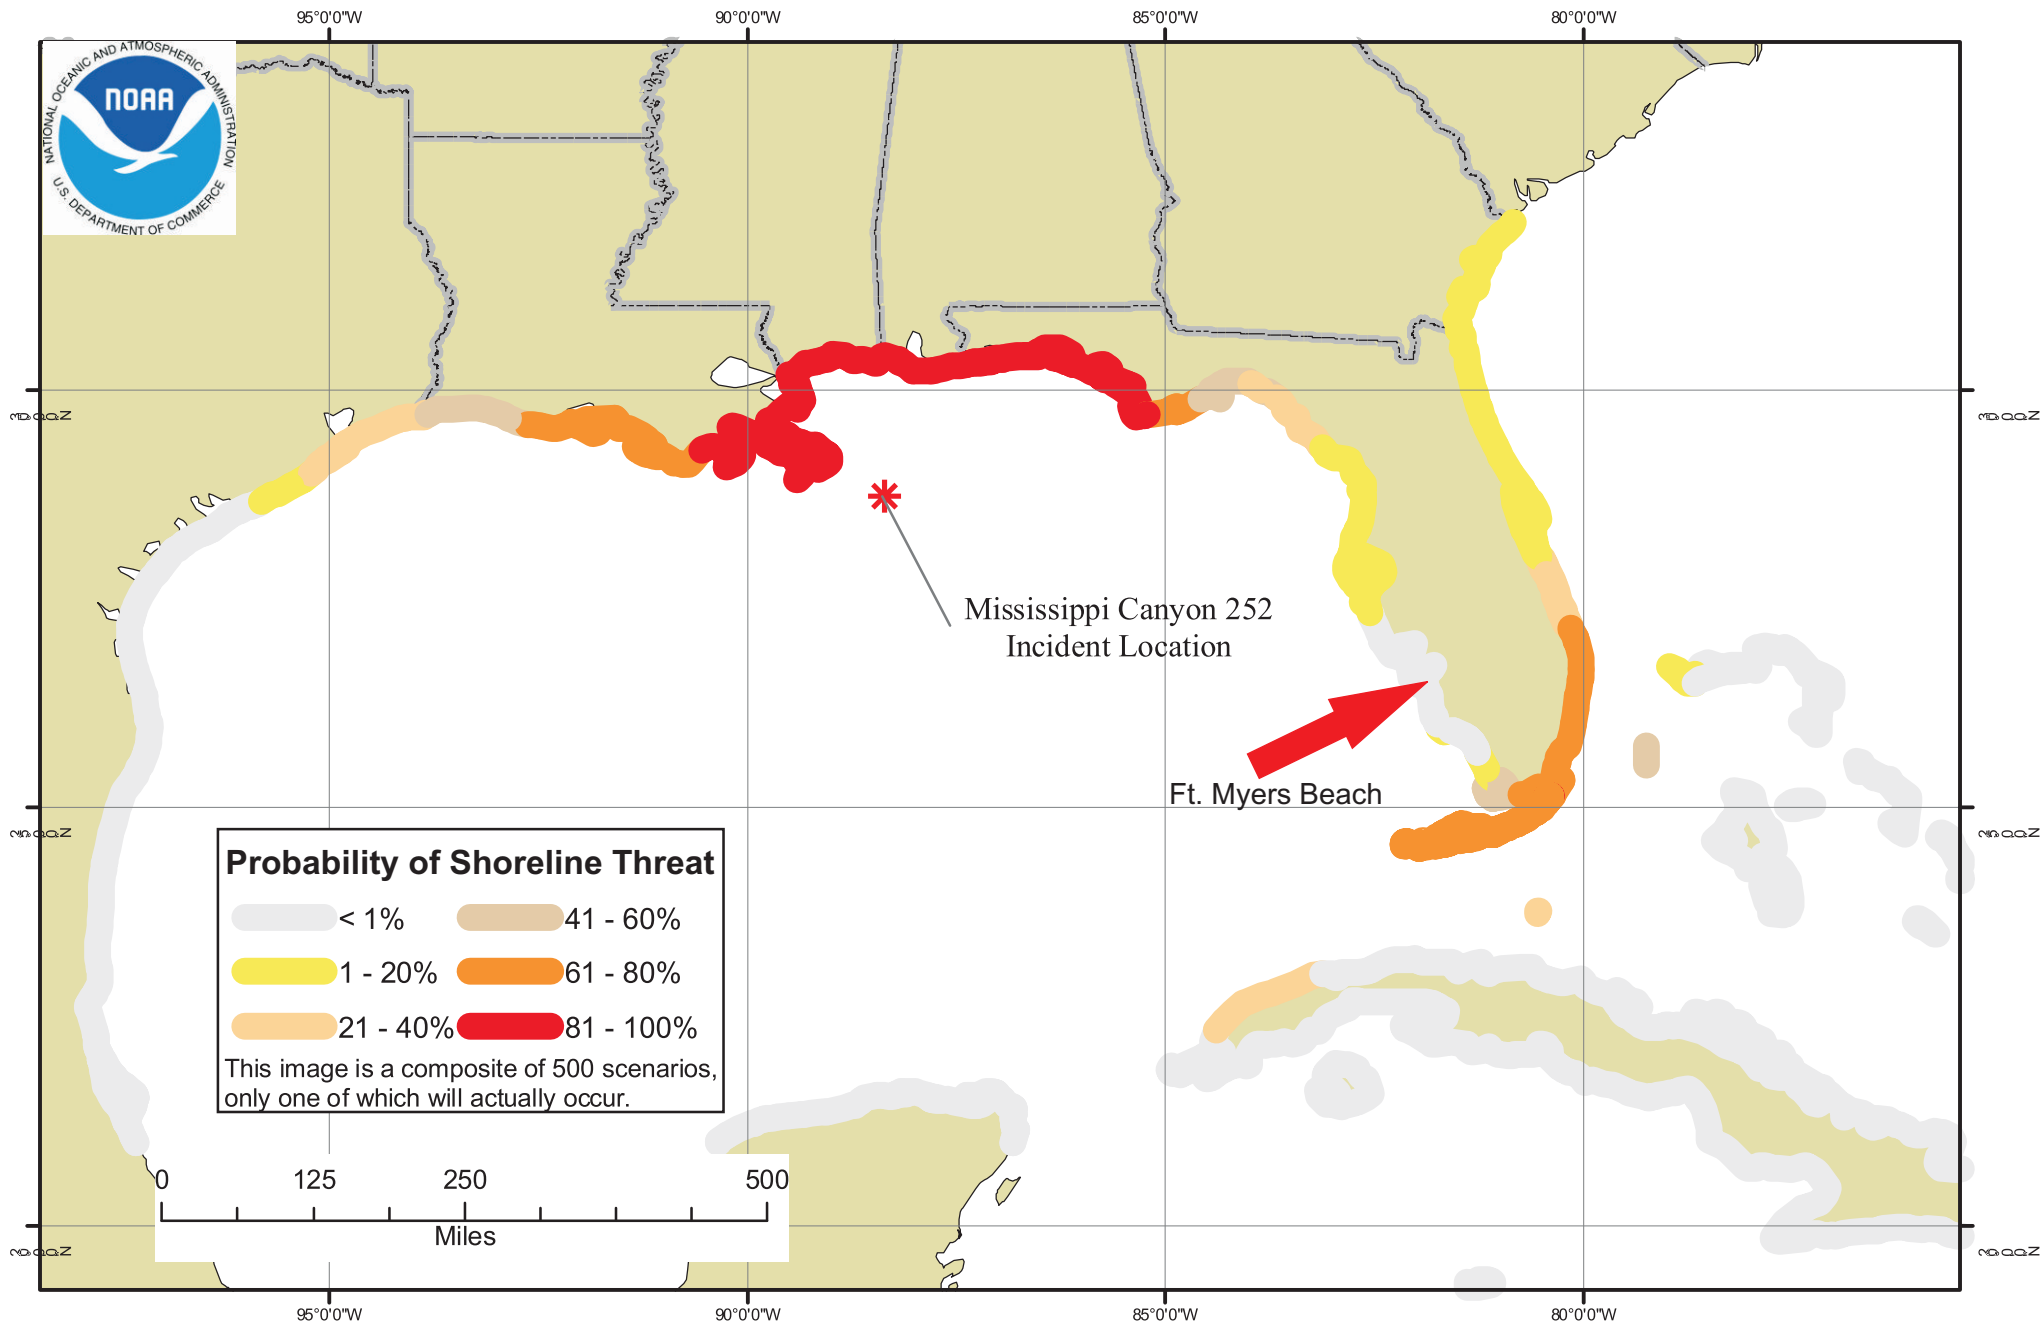 95°0'0"W 90°0'0"W 85°0'0"W 80°0'0"W
NATIONAL OCEANIC AND ATMOSPHERIC ADMINISTRATION
NOAA
U.S. DEPARTMENT OF COMMERCE
Mississippi Canyon 252
Incident Location
Ft. Myers Beach
Probability of Shoreline Threat
< 1% 41 - 60%
1 - 20% 61 - 80%
21 - 40% 81 - 100%
This image is a composite of 500 scenarios,
only one of which will actually occur.
0 125 250 500
Miles
95°0'0"W 90°0'0"W 85°0'0"W 80°0'0"W